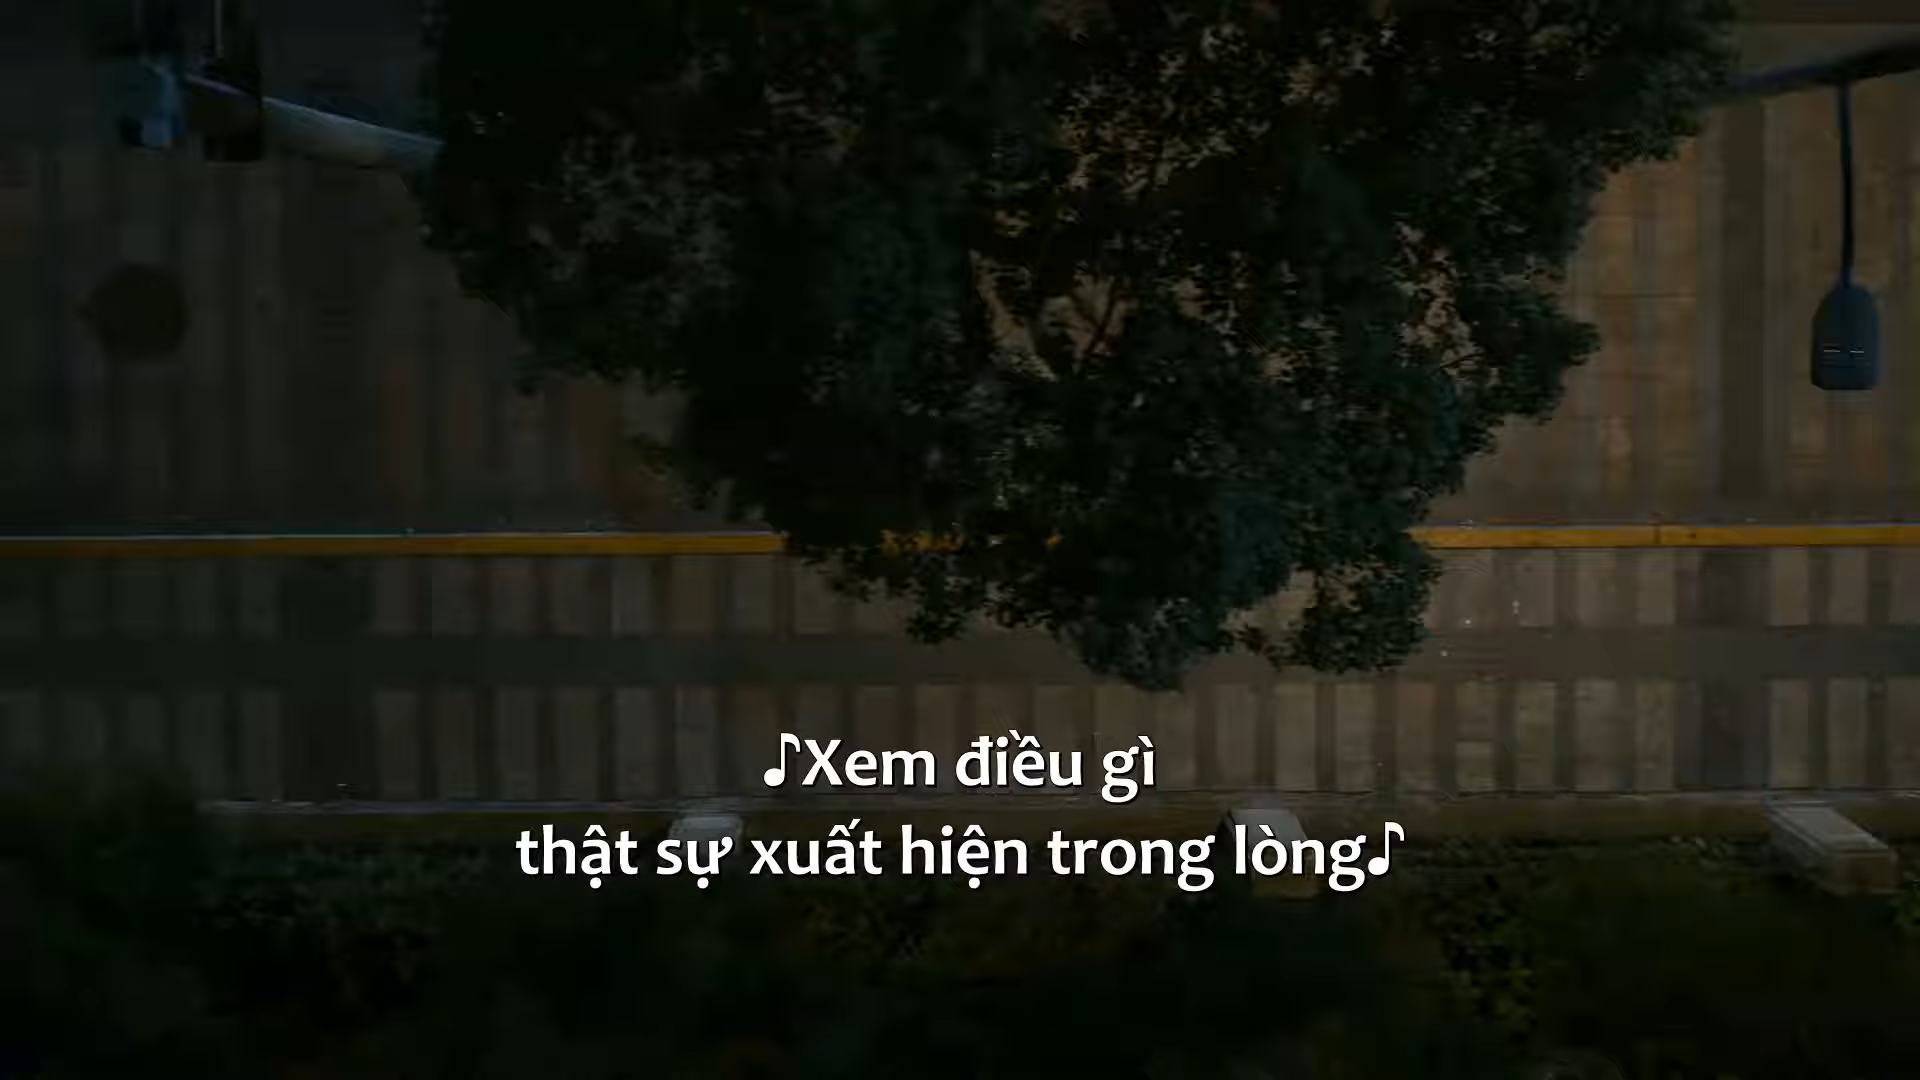 ♪Xem điều gì
thật sự xuất hiện trong lòng♪